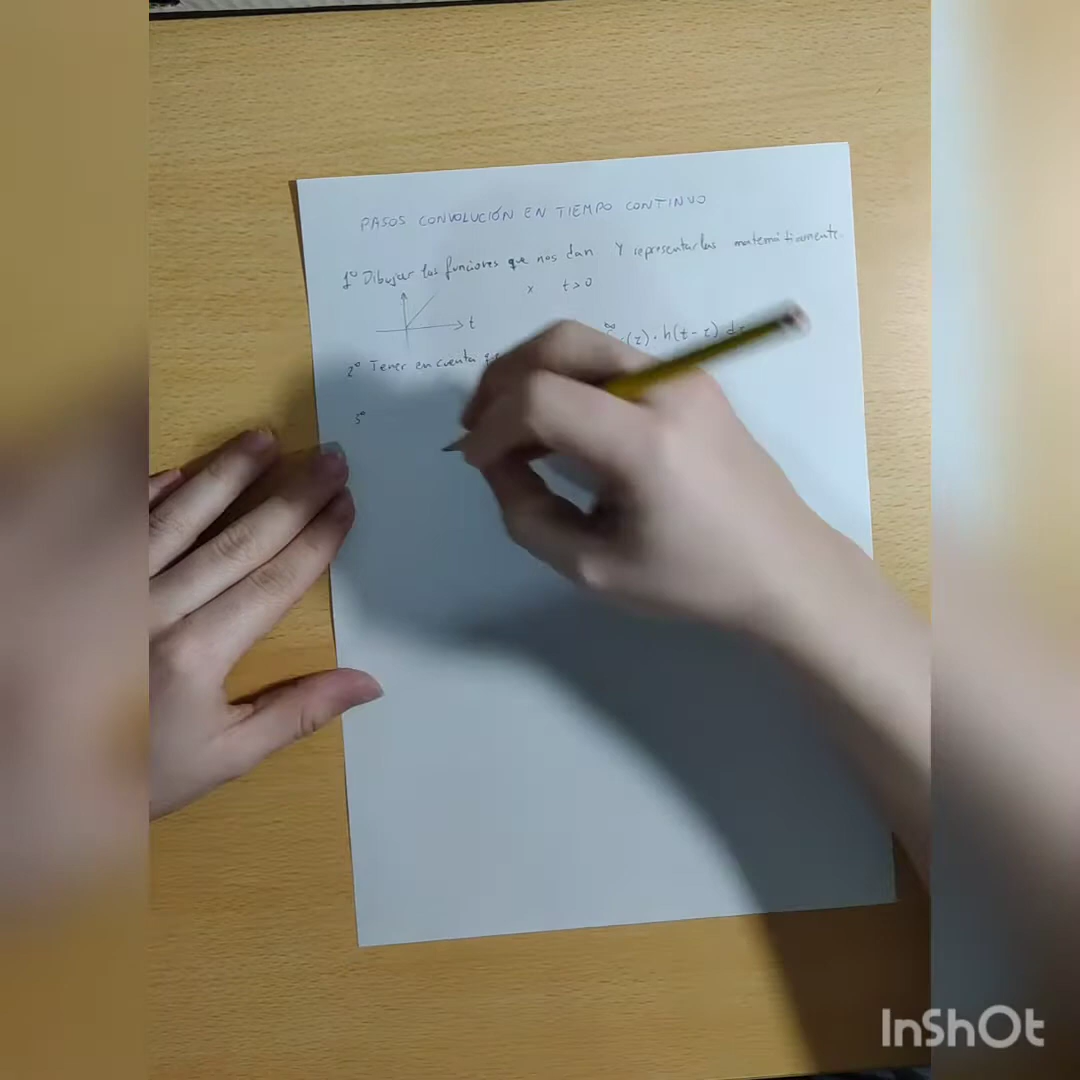 PASOS CONVOLUCIÓN EN TIEMPO CONTINUO
1º Dibujar las funciones que nos dan y representarlas matemáticamente.
x t>0
t
∞
(τ)·h(t-τ) dτ
2º Tener en cuenta
3º
InShOt